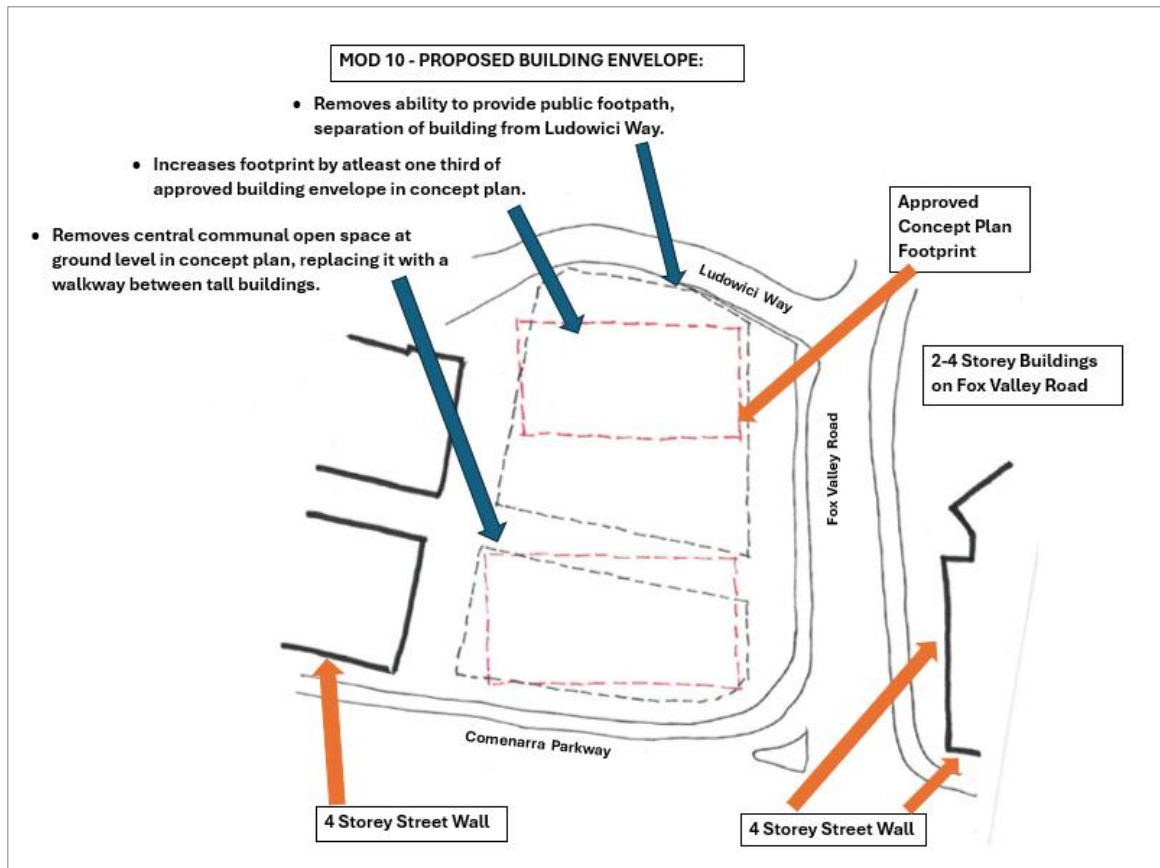 MOD 10 - PROPOSED BUILDING ENVELOPE:
• Removes ability to provide public footpath,
separation of building from Ludowici Way.
• Increases footprint by atleast one third of
approved building envelope in concept plan.
• Removes central communal open space at
ground level in concept plan, replacing it with a
walkway between tall buildings.
Approved
Concept Plan
Footprint
Ludowici Way
2-4 Storey Buildings
on Fox Valley Road
Fox Valley Road
Comenarra Parkway
4 Storey Street Wall
4 Storey Street Wall